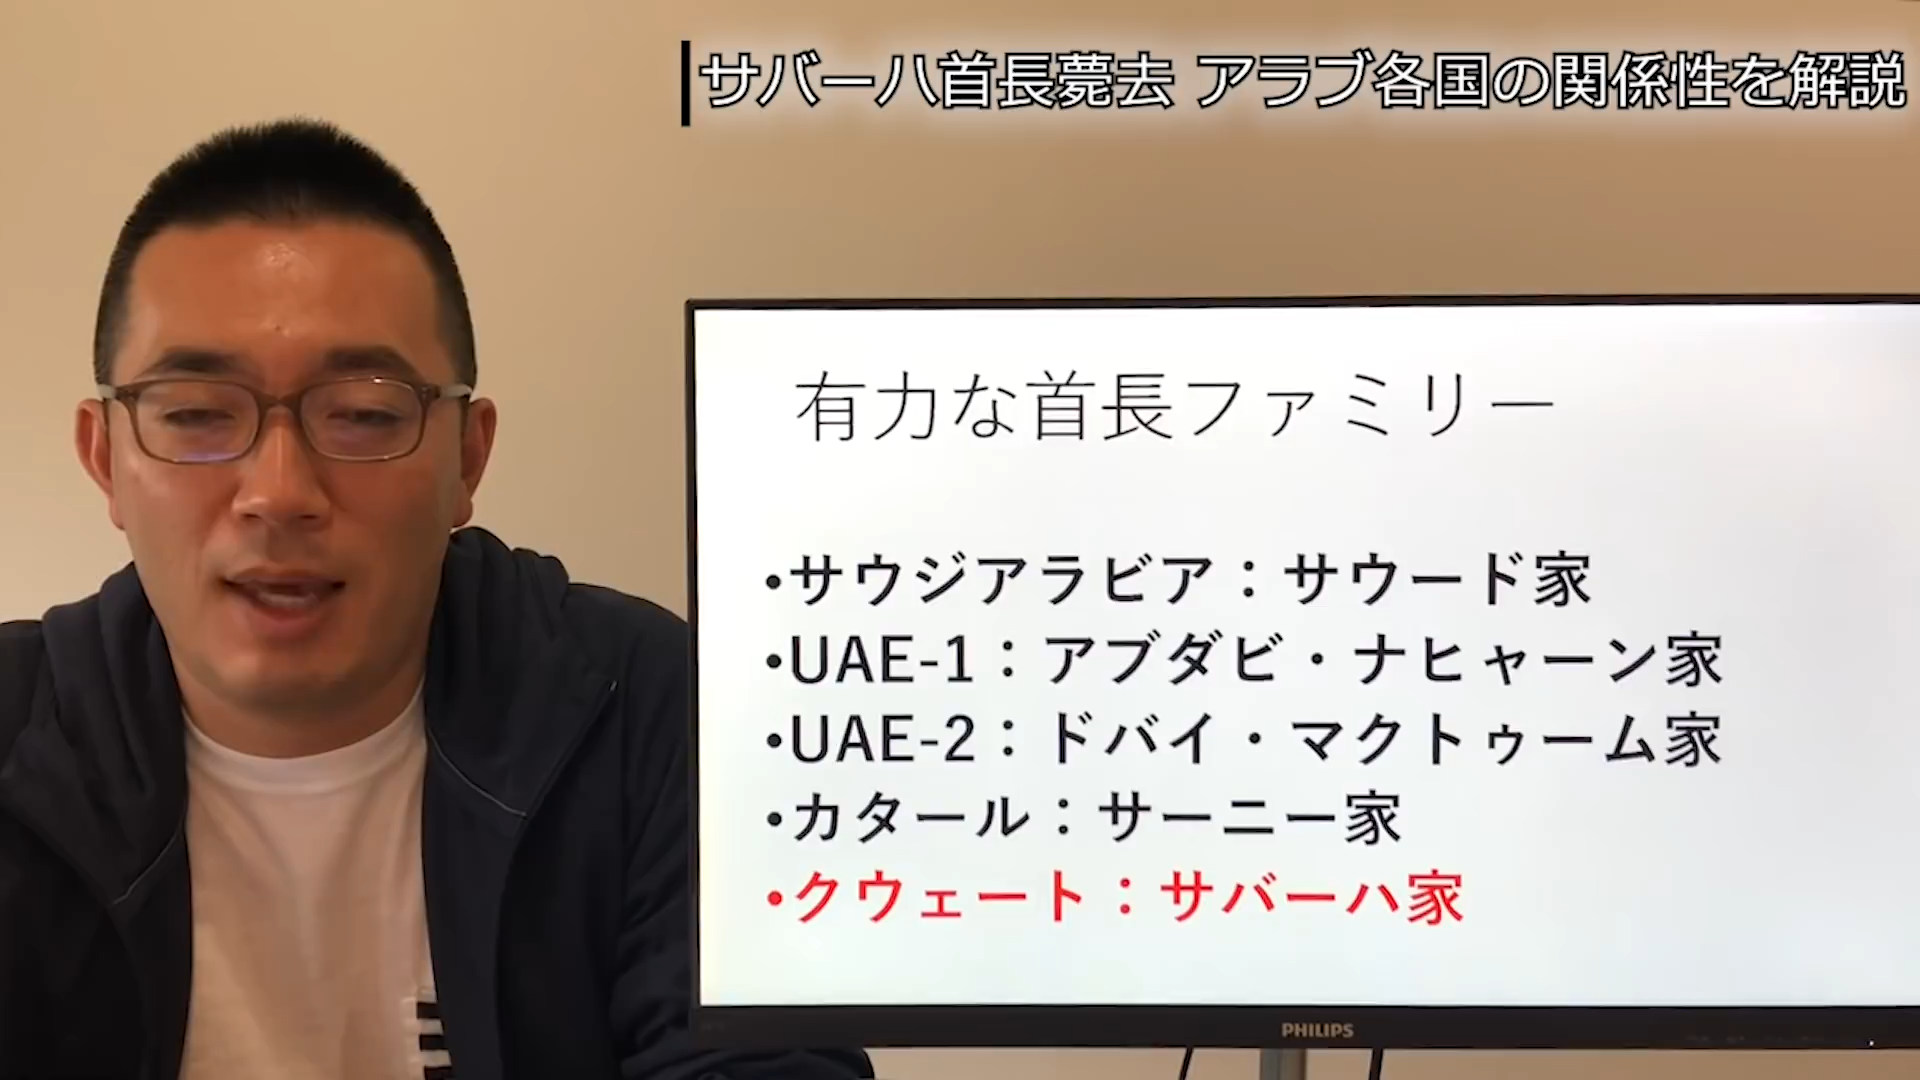 サバーハ首長薨去 アラブ各国の関係性を解説
有力な首長ファミリー
•サウジアラビア：サウード家
•UAE-1：アブダビ・ナヒャーン家
•UAE-2：ドバイ・マクトゥーム家
•カタール：サーニー家
•クウェート：サバーハ家
PHILIPS